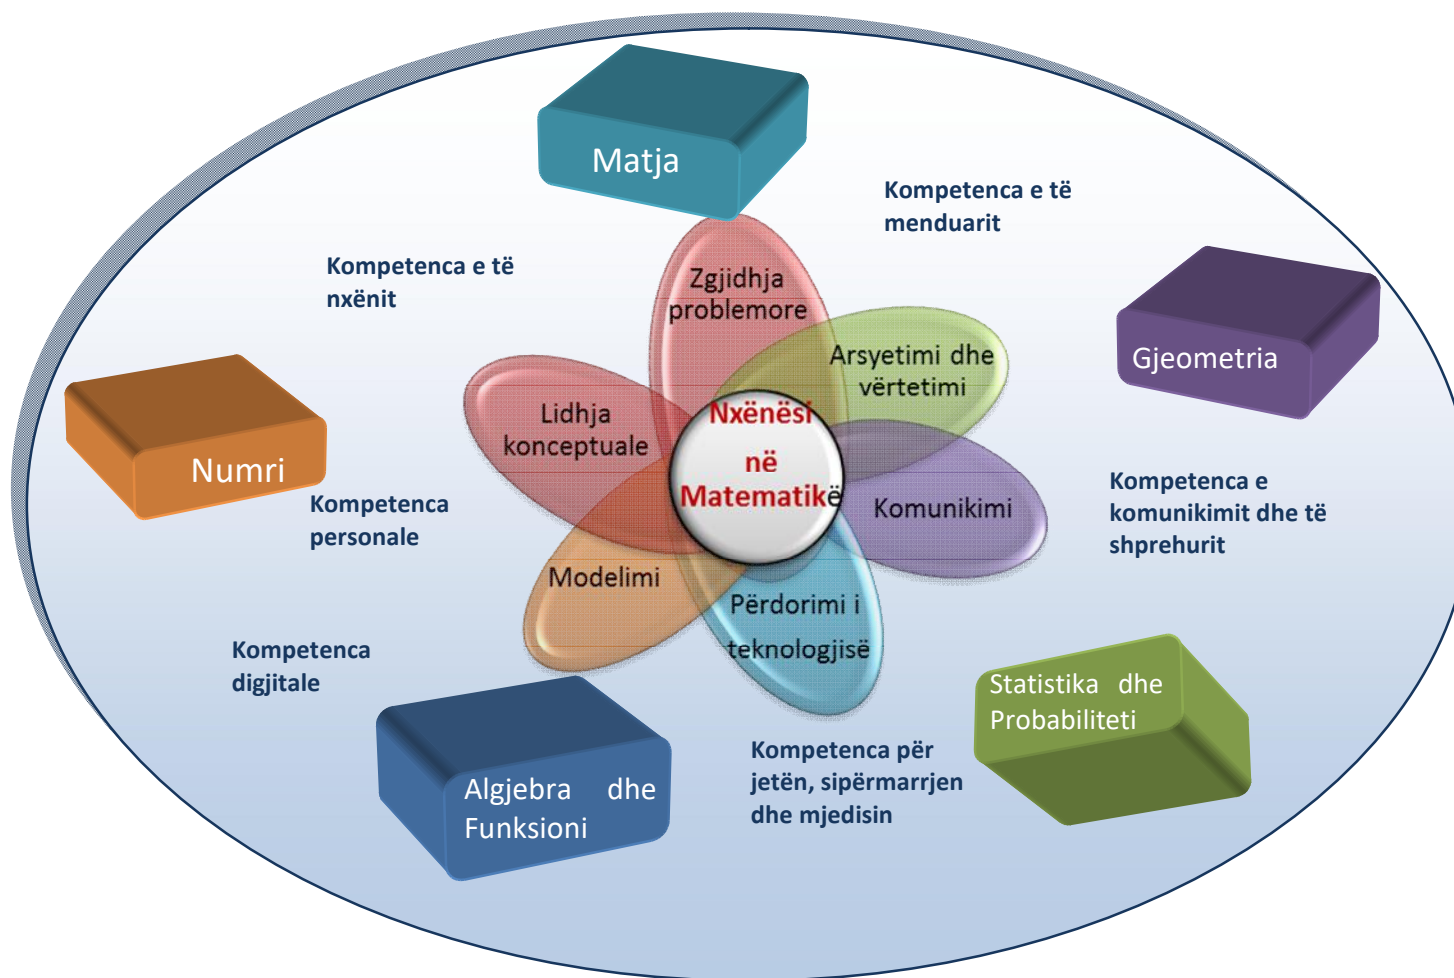 Matja
Kompetenca e të
menduarit
Kompetenca e të
nxënit
Zgjidhja
problemore
Gjeometria
Arsyetimi dhe
vërtetimi
Numri
Lidhja
konceptuale
Nxënësi
në
Matematikë
Komunikimi
Kompetenca e
komunikimit dhe të
shprehurit
Kompetenca
personale
Modelimi
Përdorimi i
teknologjisë
Kompetenca
digjitale
Statistika dhe
Probabiliteti
Algjebra dhe
Funksioni
Kompetenca për
jetën, sipërmarrjen
dhe mjedisin